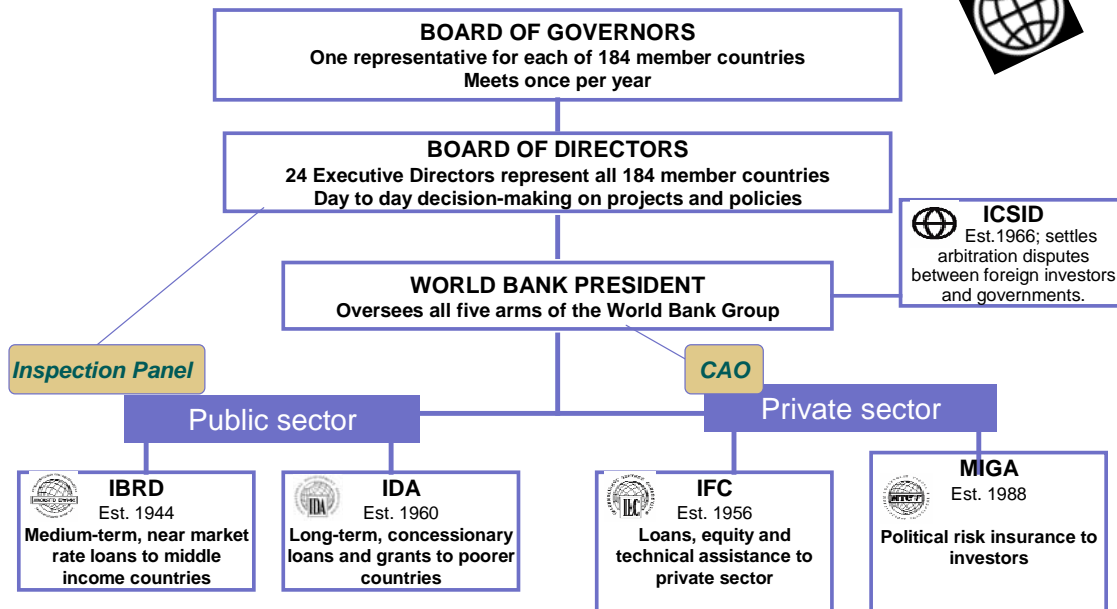 BOARD OF GOVERNORS
One representative for each of 184 member countries
Meets once per year
BOARD OF DIRECTORS
24 Executive Directors represent all 184 member countries
Day to day decision-making on projects and policies
ICSID
Est.1966; settles
arbitration disputes
between foreign investors
and governments.
WORLD BANK PRESIDENT
Oversees all five arms of the World Bank Group
Inspection Panel
CAO
Public sector
Private sector
IBRD
Est. 1944
Medium-term, near market
rate loans to middle
income countries
IDA
IDA
Est. 1960
Long-term, concessionary
loans and grants to poorer
countries
IFC
IFC
Est. 1956
Loans, equity and
technical assistance to
private sector
MIGA
Est. 1988
Political risk insurance to
investors